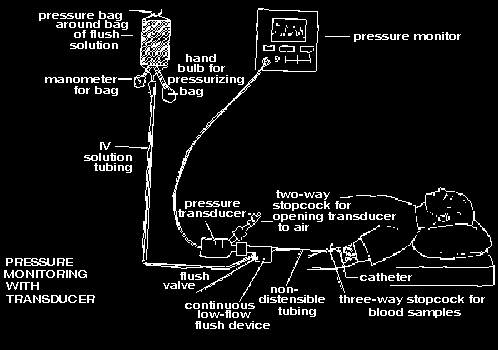 pressure bag
around bag
of flush
solution
hand
bulb for
pressurizing
bag
manometer
for bag
pressure monitor
IV
solution
tubing
pressure
transducer
two-way
stopcock for
opening transducer
to air
PRESSURE
MONITORING
WITH
TRANSDUCER
flush
valve
continuous
low-flow
flush device
non-
distensible
tubing
catheter
three-way stopcock for
blood samples